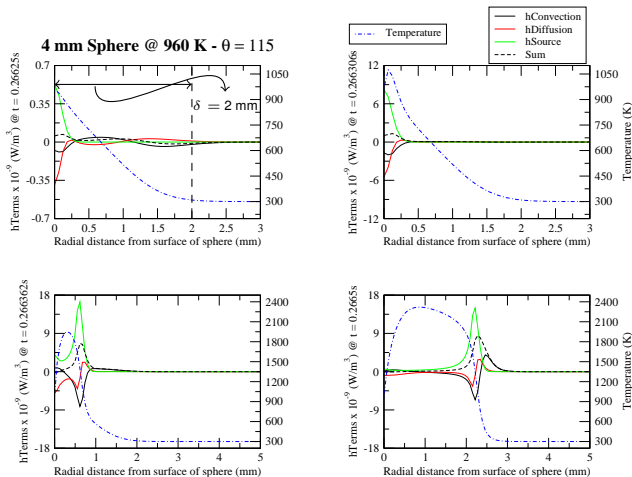 4 mm Sphere @ 960 K - θ = 115
Temperature
hConvection
hDiffusion
hSource
Sum
hTerms x 10^-9 (W/m^3) @ t = 0.26625s
0.7
0.35
0
-0.35
-0.7
δ = 2 mm
1050
900
750
600
450
300
0 0.5 1 1.5 2 2.5 3
Radial distance from surface of sphere (mm)
hTerms x 10^-9 (W/m^3) @ t = 0.266306s
12
6
0
-6
-12
1050
900
750
600
450
300
Temperature (K)
0 0.5 1 1.5 2 2.5 3
Radial distance from surface of sphere (mm)
hTerms x 10^-9 (W/m^3) @ t = 0.266362s
18
9
0
-9
-18
2400
2100
1800
1500
1200
900
600
300
0 1 2 3 4 5
Radial distance from surface of sphere (mm)
hTerms x 10^-9 (W/m^3) @ t = 0.2665s
18
9
0
-9
-18
2400
2100
1800
1500
1200
900
600
300
Temperature (K)
0 1 2 3 4 5
Radial distance from surface of sphere (mm)